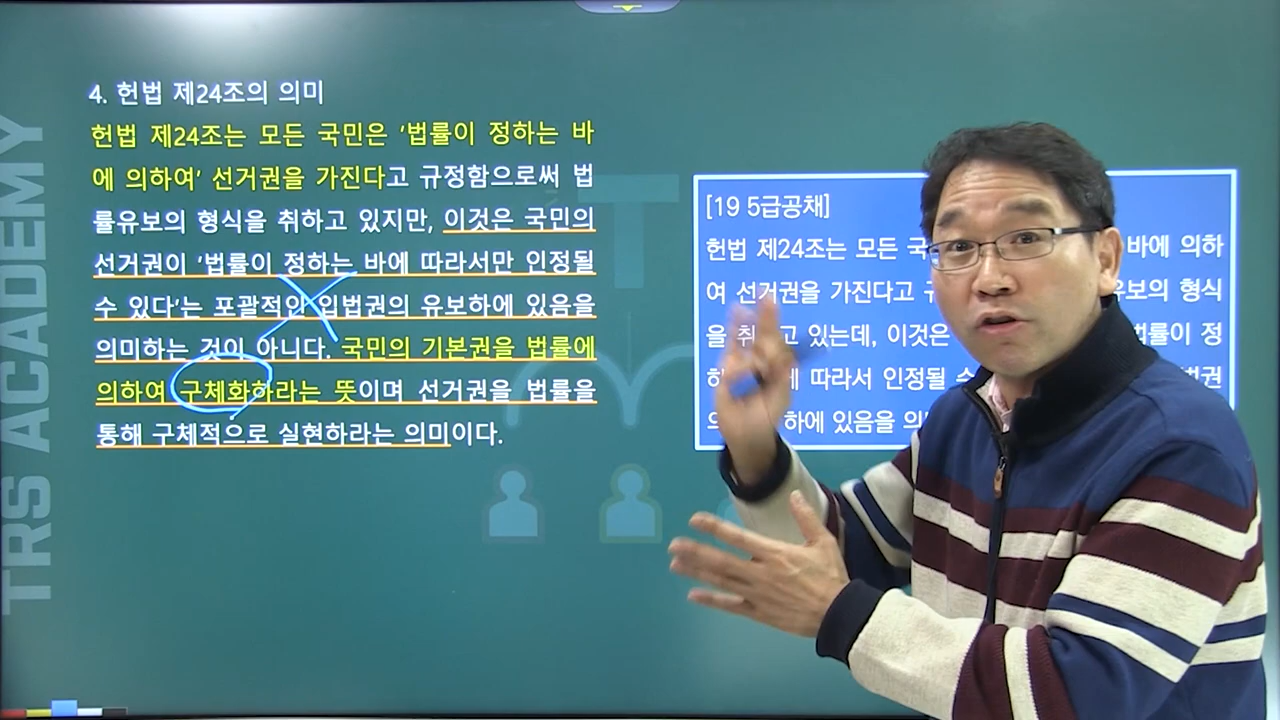 4. 헌법 제24조의 의미
헌법 제24조는 모든 국민은 '법률이 정하는 바
에 의하여' 선거권을 가진다고 규정함으로써 법
률유보의 형식을 취하고 있지만, 이것은 국민의
선거권이 '법률이 정하는 바에 따라서만 인정될
수 있다'는 포괄적인 입법권의 유보하에 있음을
의미하는 것이 아니다. 국민의 기본권을 법률에
의하여 구체화하라는 뜻이며 선거권을 법률을
통해 구체적으로 실현하라는 의미이다.
[19 5급공채]
헌법 제24조는 모든 바에 의하
여 선거권을 가진다고 형식
을 있는데, 이것은 법률이 정
따라서 인정될
하에 있음을
TRS ACADEMY